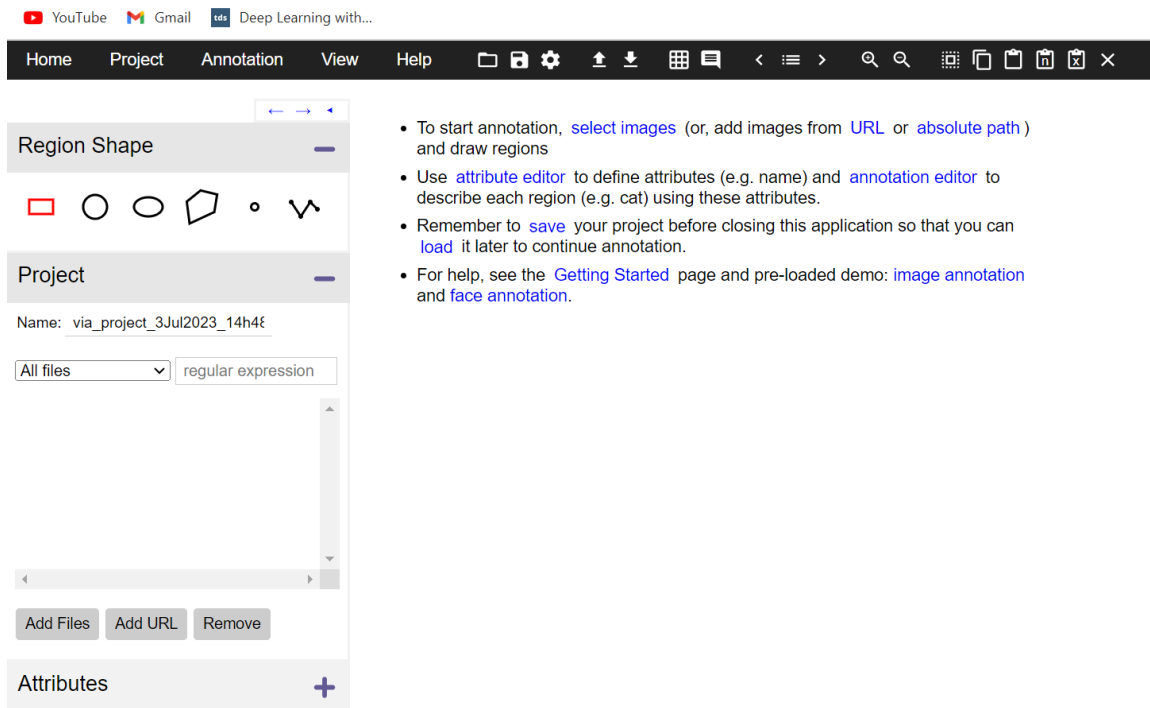 YouTube Gmail tds Deep Learning with...
Home Project Annotation View Help
n x
Region Shape
Project
Name: via_project_3Jul2023_14h48
All files regular expression
Add Files Add URL Remove
Attributes
To start annotation, select images (or, add images from URL or absolute path )
and draw regions
Use attribute editor to define attributes (e.g. name) and annotation editor to
describe each region (e.g. cat) using these attributes.
Remember to save your project before closing this application so that you can
load it later to continue annotation.
For help, see the Getting Started page and pre-loaded demo: image annotation
and face annotation.